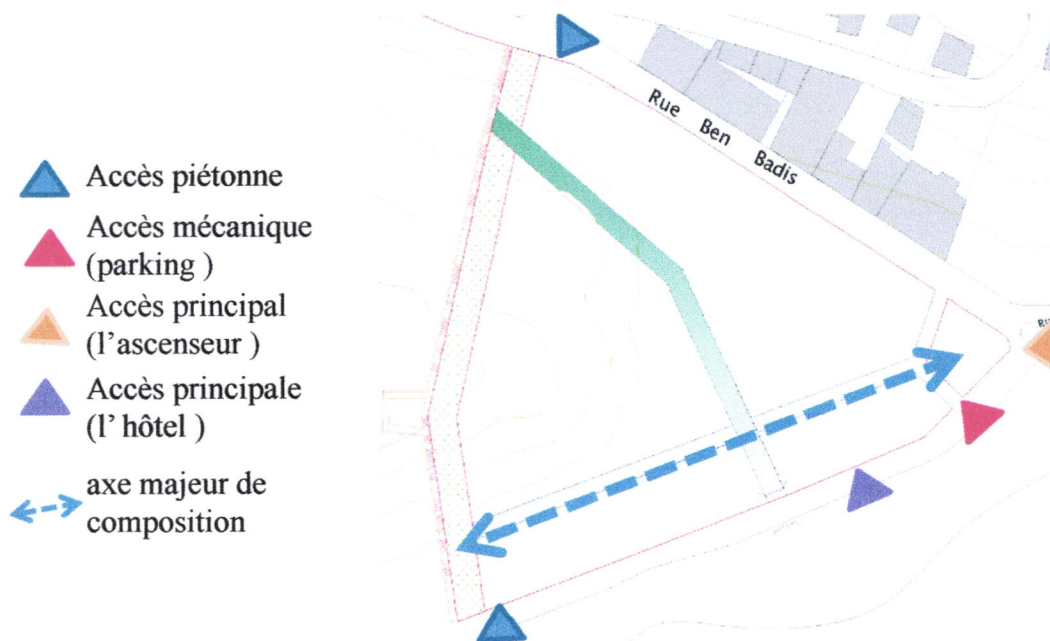 Rue Ben Badis
Accès piétonne
Accès mécanique
(parking )
Accès principal
(l'ascenseur )
Accès principale
(l' hôtel )
axe majeur de
composition